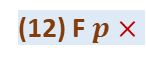 (12) F p ×